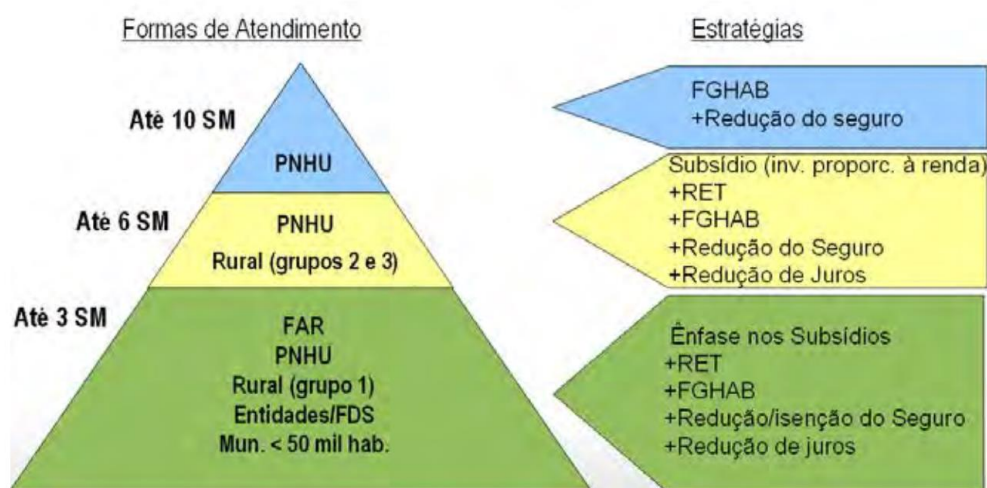 Formas de Atendimento
Estratégias
Até 10 SM
PNHU
FGHAB
+Redução do seguro
Até 6 SM
PNHU
Rural (grupos 2 e 3)
Subsídio (inv. proporc. à renda)
+RET
+FGHAB
+Redução do Seguro
+Redução de Juros
Até 3 SM
FAR
PNHU
Rural (grupo 1)
Entidades/FDS
Mun. < 50 mil hab.
Ênfase nos Subsídios
+RET
+FGHAB
+Redução/isenção do Seguro
+Redução de juros